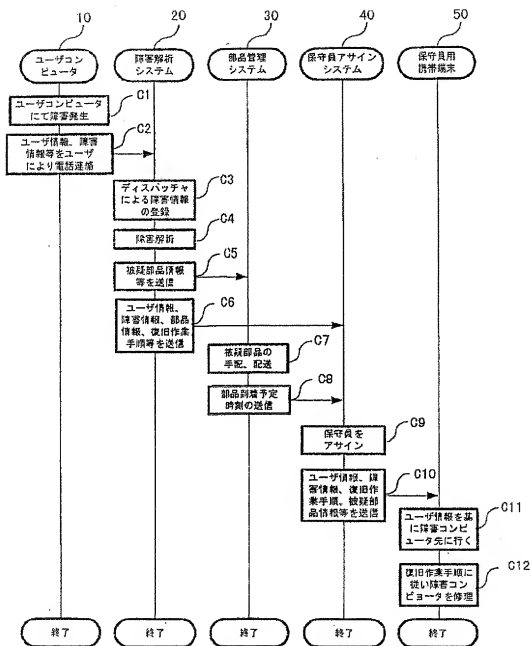 10
20
30
40
50
ユーザコン
ピュータ
障害解析
システム
部品管理
システム
保守員アサイン
システム
保守員用
携帯端末
C1
ユーザコンピュータ
にて障害発生
C2
ユーザ情報、障害
情報等をユーザ
により電話連絡
C3
ディスパッチャ
による障害情報
の登録
C4
障害解析
C5
被疑部品情報
等を送信
C6
ユーザ情報、
障害情報、部品
情報、復旧作業
手順等を送信
C7
被疑部品の
手配、配送
C8
部品到着予定
時刻の送信
C9
保守員を
アサイン
C10
ユーザ情報、障
害情報、復旧作
業手順、被疑部
品情報等を送信
C11
ユーザ情報を基
に障害コンピ
ュータ先に行く
C12
復旧作業手順に
従い障害コン
ピュータを修理
終了
終了
終了
終了
終了